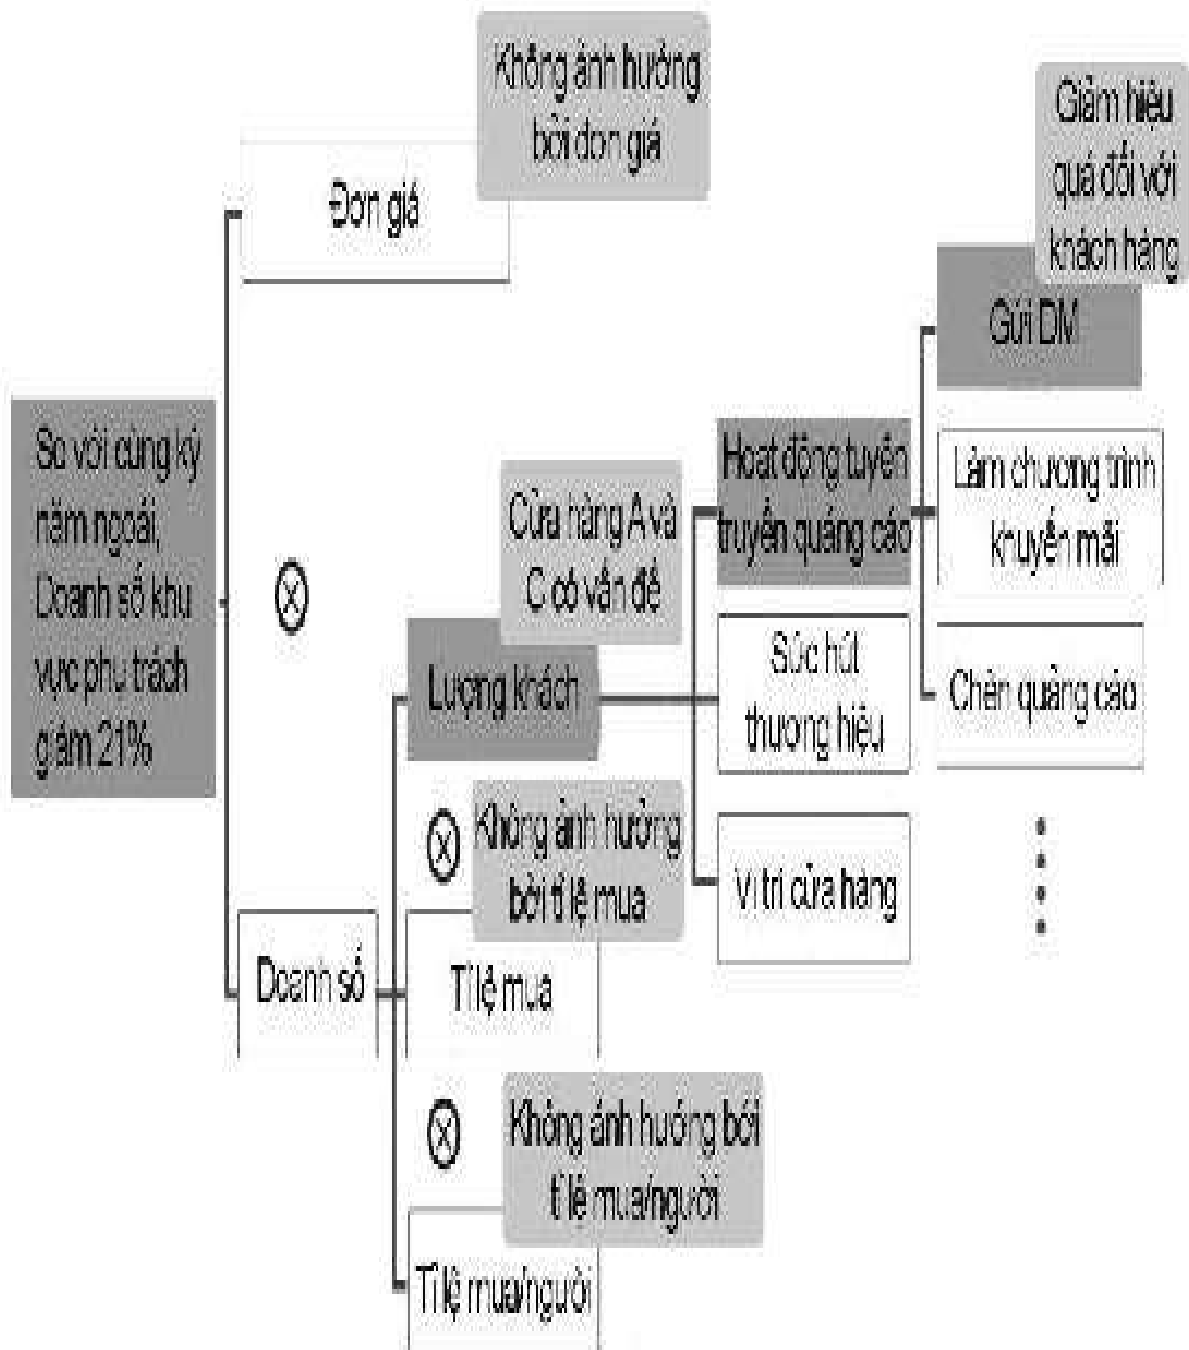 Không ảnh hưởng
bởi đơn giá
Đơn giá
Giảm hiệu
quả đối với
khách hàng
Gửi DM
So với cùng kỳ
năm ngoái,
Doanh số khu
vực phụ trách
giảm 21%
Cửa hàng A và
C có vấn đề
Lượng khách
Hoạt động tuyên
truyền quảng cáo
Làm chương trình
khuyến mãi
Sức hút
thương hiệu
Chèn quảng cáo
Không ảnh hưởng
bởi tỉ lệ mua
Vị trí cửa hàng
Doanh số
Tỉ lệ mua
Không ảnh hưởng bởi
tỉ lệ mua/người
Tỉ lệ mua/người